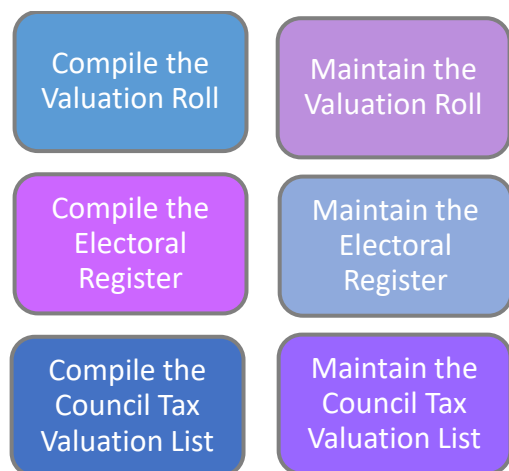 Compile the
Valuation Roll
Maintain the
Valuation Roll
Compile the
Electoral
Register
Maintain the
Electoral
Register
Compile the
Council Tax
Valuation List
Maintain the
Council Tax
Valuation List